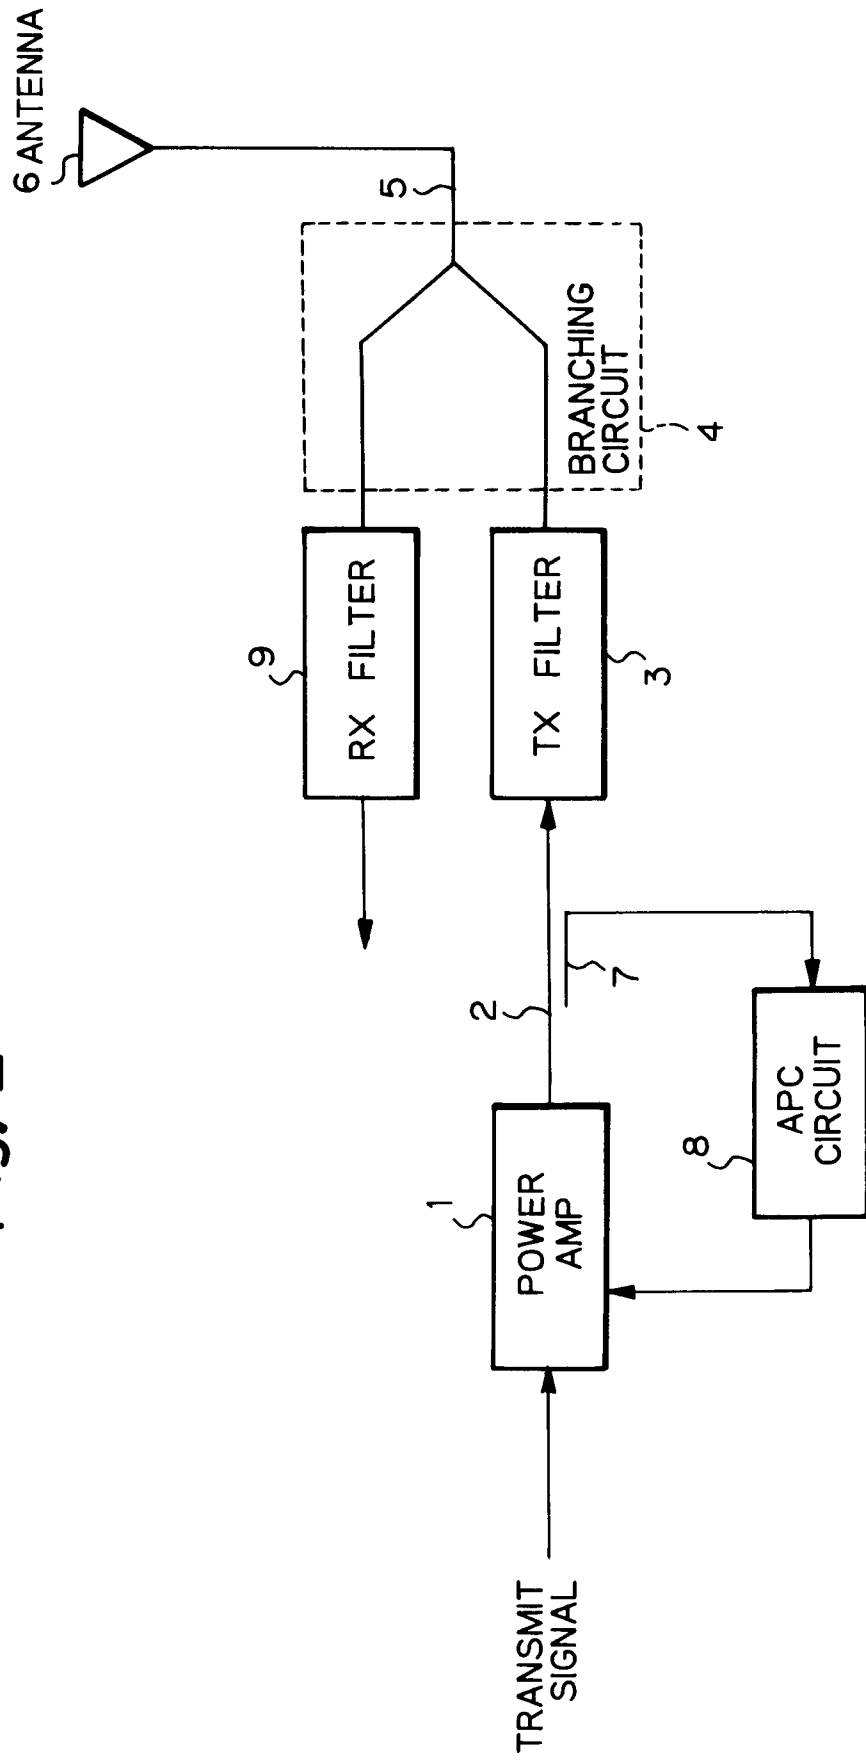 6 ANTENNA
5
BRANCHING
CIRCUIT
4
9
RX FILTER
TX FILTER
3
2
7
1
POWER
AMP
8
APC
CIRCUIT
TRANSMIT
SIGNAL